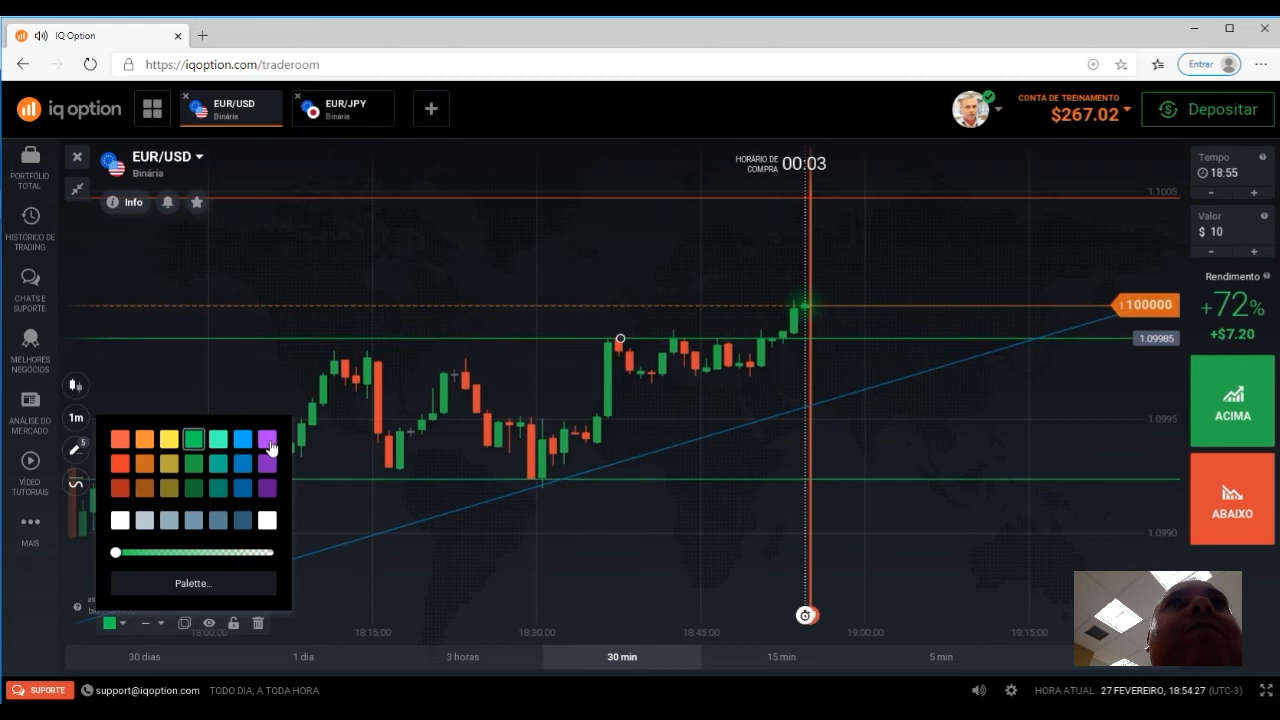 IQ Option
https://iqoption.com/traderoom
Entrar
iq option
EUR/USD
Binária
EUR/JPY
Binária
CONTA DE TREINAMENTO
$267.02
Depositar
PORTFÓLIO
TOTAL
HISTÓRICO DE
TRADING
CHATS E
SUPORTE
MELHORES
NEGÓCIOS
ANÁLISE DO
MERCADO
VÍDEO
TUTORIAIS
MAIS
EUR/USD
Binária
Info
HORÁRIO DE
COMPRA
00:03
1.1005
100000
1.09985
1.0995
1.0990
1m
5
Palette...
18:00:00
18:15:00
18:30:00
18:45:00
19:00:00
19:15:00
30 dias
1 dia
3 horas
30 min
15 min
5 min
Tempo
18:55
- +
Valor
$ 10
- +
Rendimento
+72%
+$7.20
ACIMA
ABAIXO
SUPORTE
support@iqoption.com
TODO DIA, A TODA HORA
HORA ATUAL: 27 FEVEREIRO, 18:54:27 (UTC-3)